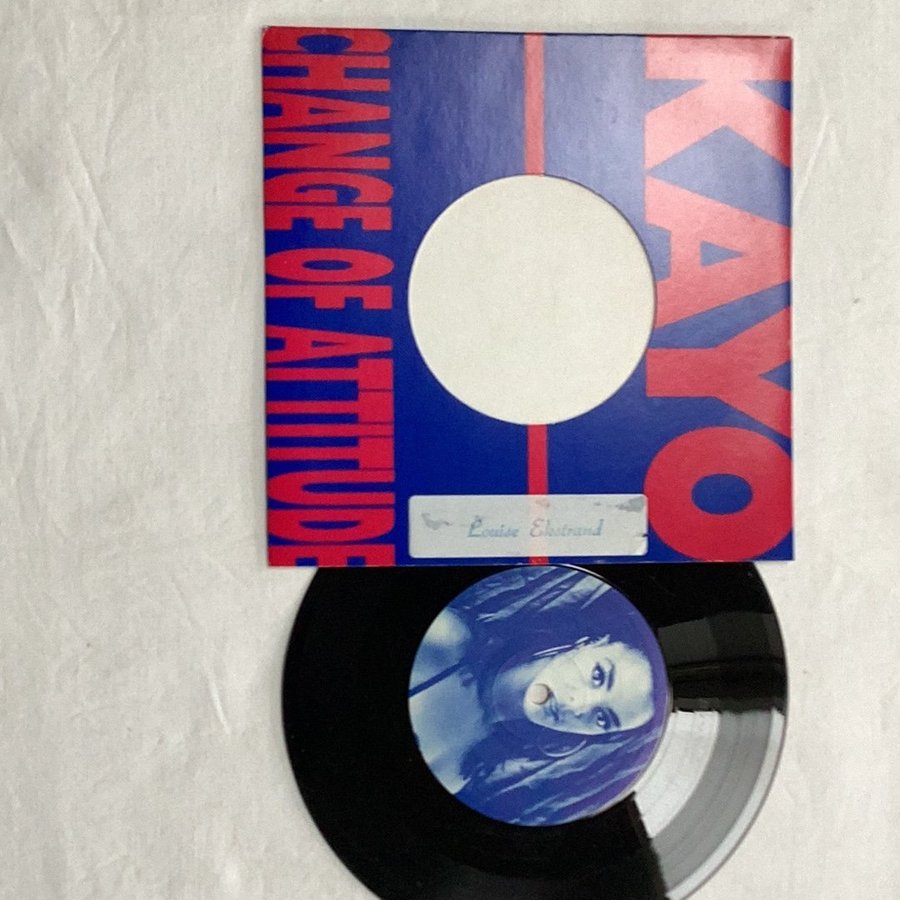 KAYO
CHANGE OF ATTITUDE
Louise Ekstrand